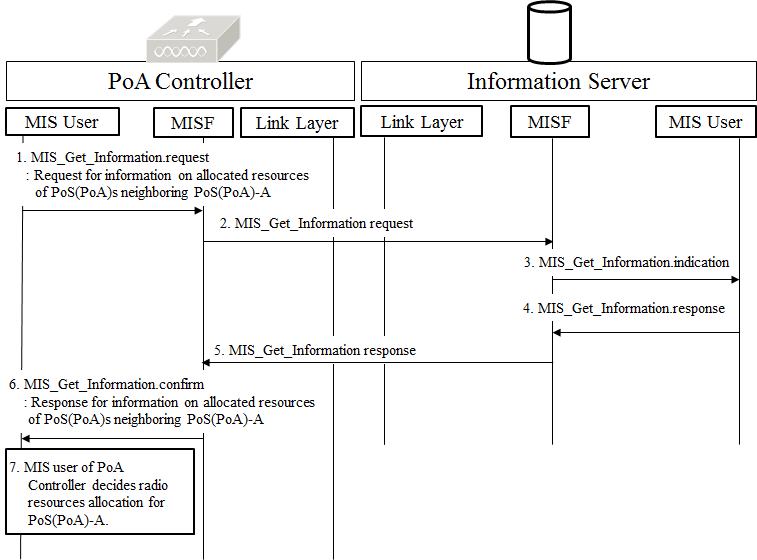 PoA Controller
Information Server
MIS User
MISF
Link Layer
Link Layer
MISF
MIS User
1. MIS_Get_Information.request
: Request for information on allocated resources
of PoS(PoA)s neighboring PoS(PoA)-A
2. MIS_Get_Information request
3. MIS_Get_Information.indication
4. MIS_Get_Information.response
5. MIS_Get_Information response
6. MIS_Get_Information.confirm
: Response for information on allocated resources
of PoS(PoA)s neighboring PoS(PoA)-A
7. MIS user of PoA
Controller decides radio
resources allocation for
PoS(PoA)-A.